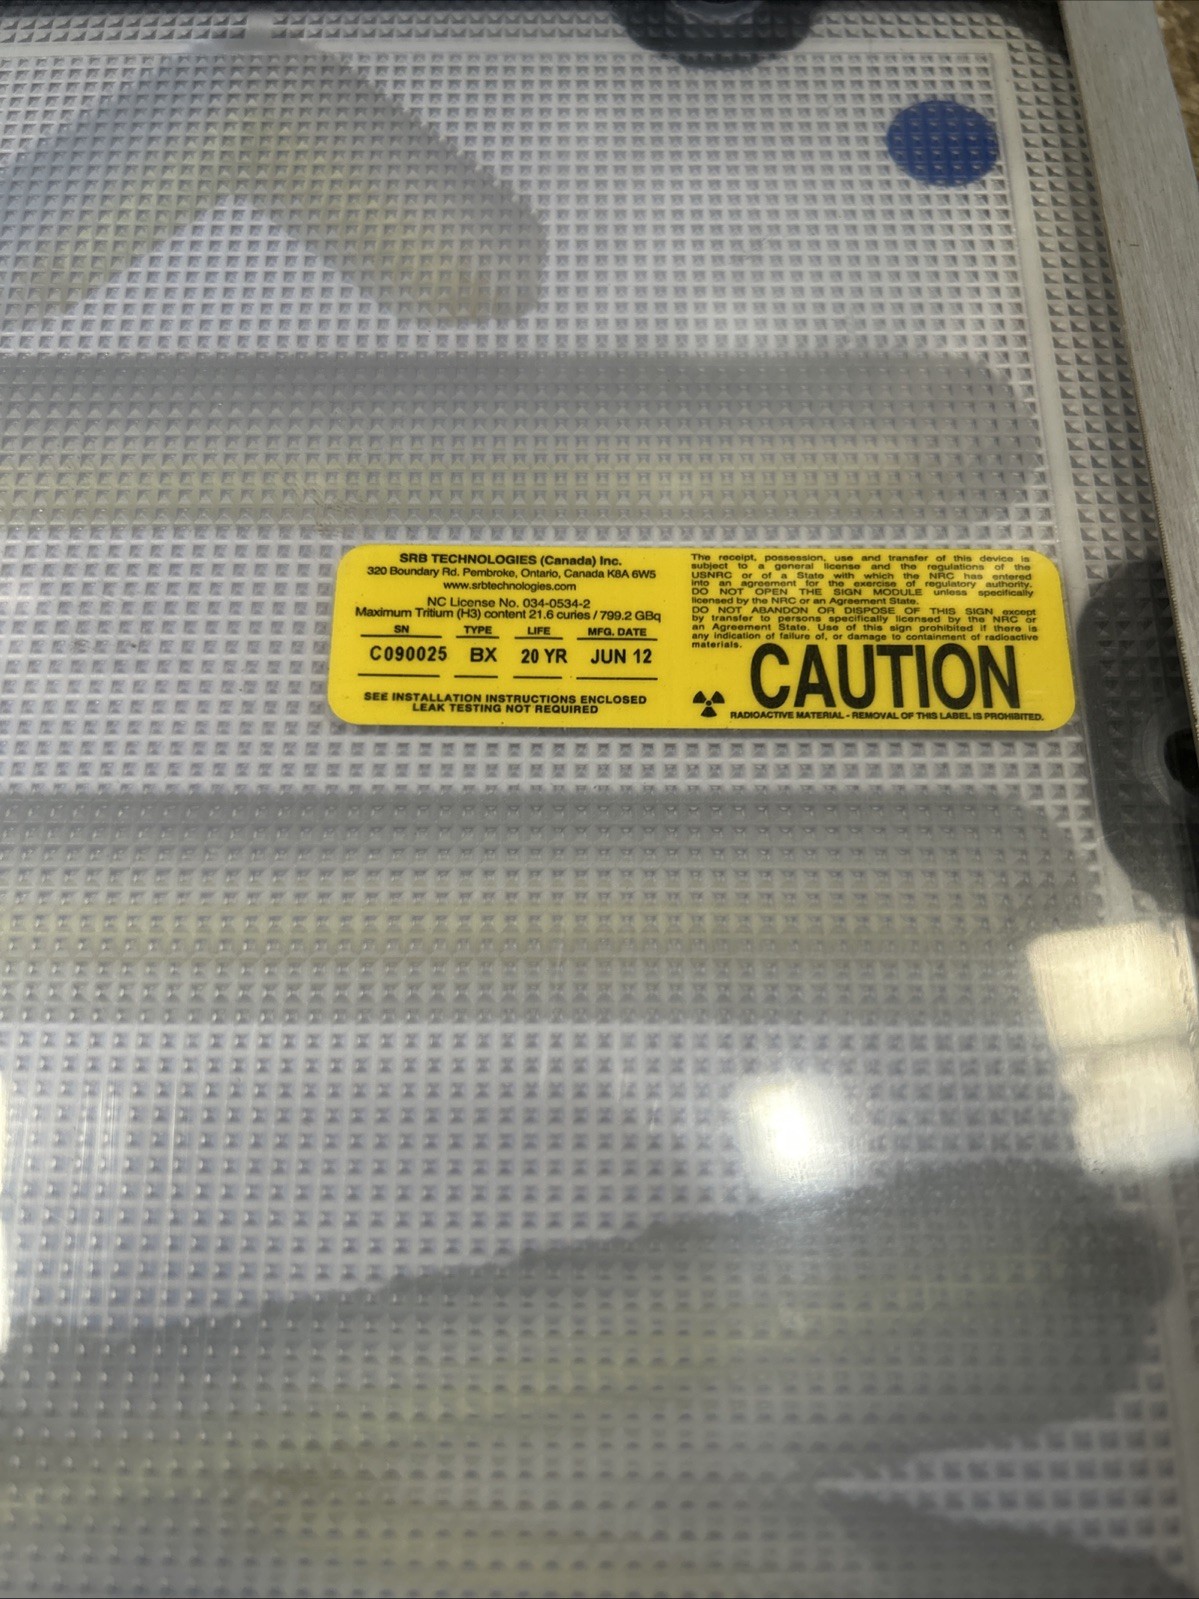 SRB TECHNOLOGIES (Canada) Inc.
320 Boundary Rd. Pembroke, Ontario, Canada K8A 6W5
www.srbtechnologies.com
NC License No. 034-0534-2
Maximum Tritium (H3) content 21.6 curies / 799.2 GBq
SN TYPE LIFE MFG. DATE
C090025 BX 20 YR JUN 12
SEE INSTALLATION INSTRUCTIONS ENCLOSED
LEAK TESTING NOT REQUIRED
The receipt, possession, use and transfer of this device is
subject to a general license and the regulations of the
USNRC or of a State with which the NRC has entered
into an agreement for the exercise of regulatory authority.
DO NOT OPEN THE SIGN MODULE unless specifically
licensed by the NRC or an Agreement State.
DO NOT ABANDON OR DISPOSE OF THIS SIGN except
by transfer to persons specifically licensed by the NRC or
an Agreement State. Use of this sign prohibited if there is
any indication of failure of, or damage to containment of radioactive
materials.
CAUTION
RADIOACTIVE MATERIAL - REMOVAL OF THIS LABEL IS PROHIBITED.